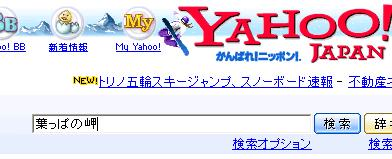 BB
My
YAHOO!
がんばれ!ニッポン!
JAPAN
oo! BB 新着情報 My Yahoo!
NEW! トリノ五輪スキージャンプ、スノーボード速報 - 不動産
葉っぱの岬 検索 辞
検索オプション 検